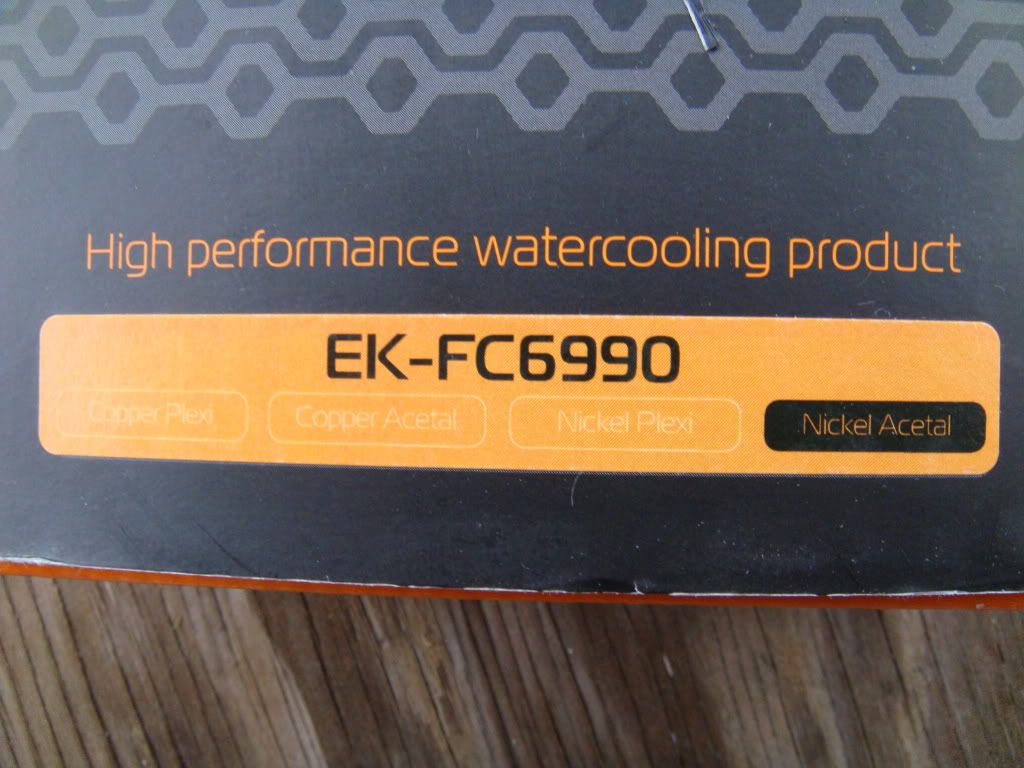 High performance watercooling product
EK-FC6990
Copper Plexi Copper Acetal Nickel Plexi Nickel Acetal